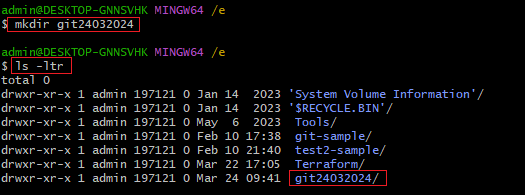 admin@DESKTOP-GNNSVHK MINGW64 /e
$ mkdir git24032024
admin@DESKTOP-GNNSVHK MINGW64 /e
$ ls -ltr
total 0
drwxr-xr-x 1 admin 197121 0 Jan 14  2023 'System Volume Information'/
drwxr-xr-x 1 admin 197121 0 Jan 14  2023 '$RECYCLE.BIN'/
drwxr-xr-x 1 admin 197121 0 May  6  2023 Tools/
drwxr-xr-x 1 admin 197121 0 Feb 10 17:38 git-sample/
drwxr-xr-x 1 admin 197121 0 Feb 10 21:40 test2-sample/
drwxr-xr-x 1 admin 197121 0 Mar 22 17:05 Terraform/
drwxr-xr-x 1 admin 197121 0 Mar 24 09:41 git24032024/